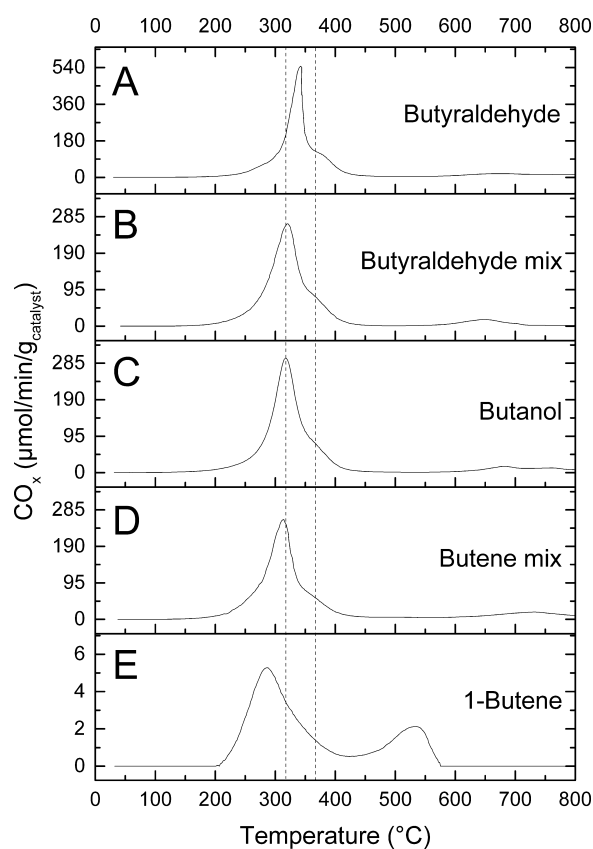 0 100 200 300 400 500 600 700 800
A
Butyraldehyde
540
360
180
0
B
Butyraldehyde mix
285
190
95
0
C
Butanol
285
190
95
0
D
Butene mix
285
190
95
0
E
1-Butene
6
4
2
0
COx (μmol/min/gcatalyst)
0 100 200 300 400 500 600 700 800
Temperature (°C)